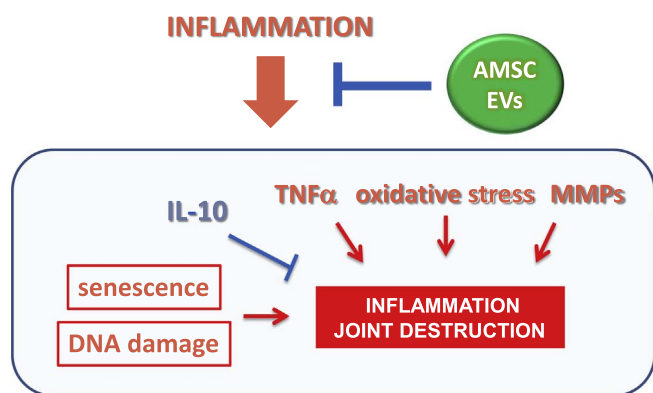 INFLAMMATION
AMSC
EVs
TNFα oxidative stress MMPs
IL-10
senescence
DNA damage
INFLAMMATION
JOINT DESTRUCTION